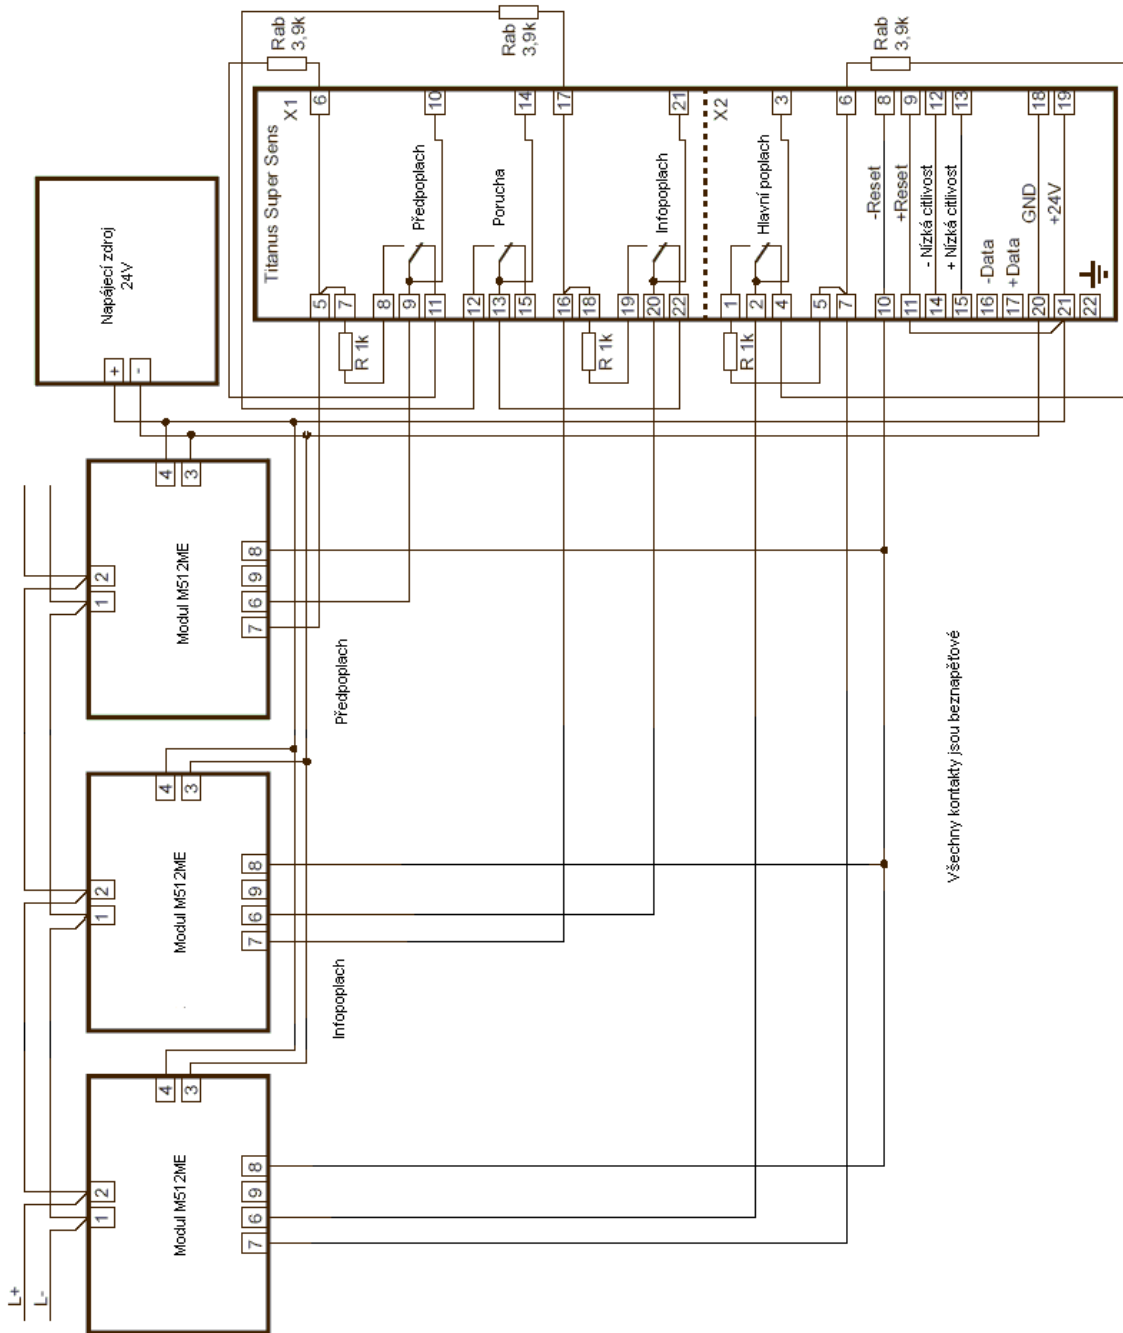 Rab
3,9k
Rab
3,9k
Rab
3,9k
6
X1
10
14
17
21
X2
3
6
8
9
12
13
18
19
Titanus Super Sens
Předpoplach
Porucha
Infopoplach
Hlavní poplach
-Reset
+Reset
- Nízká citlivost
+ Nízká citlivost
-Data
+Data
GND
+24V
5
7
8
9
11
12
13
15
16
18
19
20
22
1
2
4
5
7
10
11
14
15
16
17
20
21
22
R 1k
R 1k
R 1k
Napájecí zdroj
24V
+
-
4
3
2
1
Modul M512ME
8
9
6
7
Předpoplach
4
3
2
1
Modul M512ME
8
9
6
7
Infopoplach
4
3
2
1
Modul M512ME
8
9
6
7
L+
L-
Všechny kontakty jsou beznapěťové